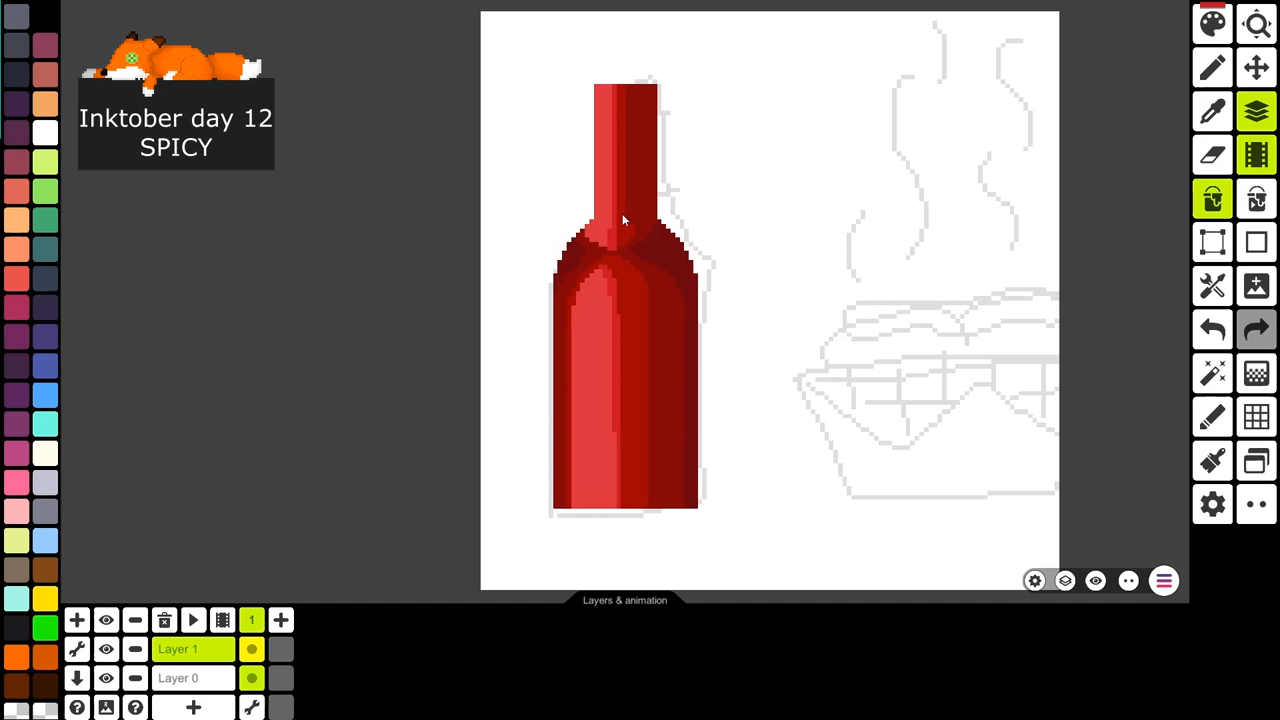 Inktober day 12
SPICY
Layers & animation
1
Layer 1
Layer 0